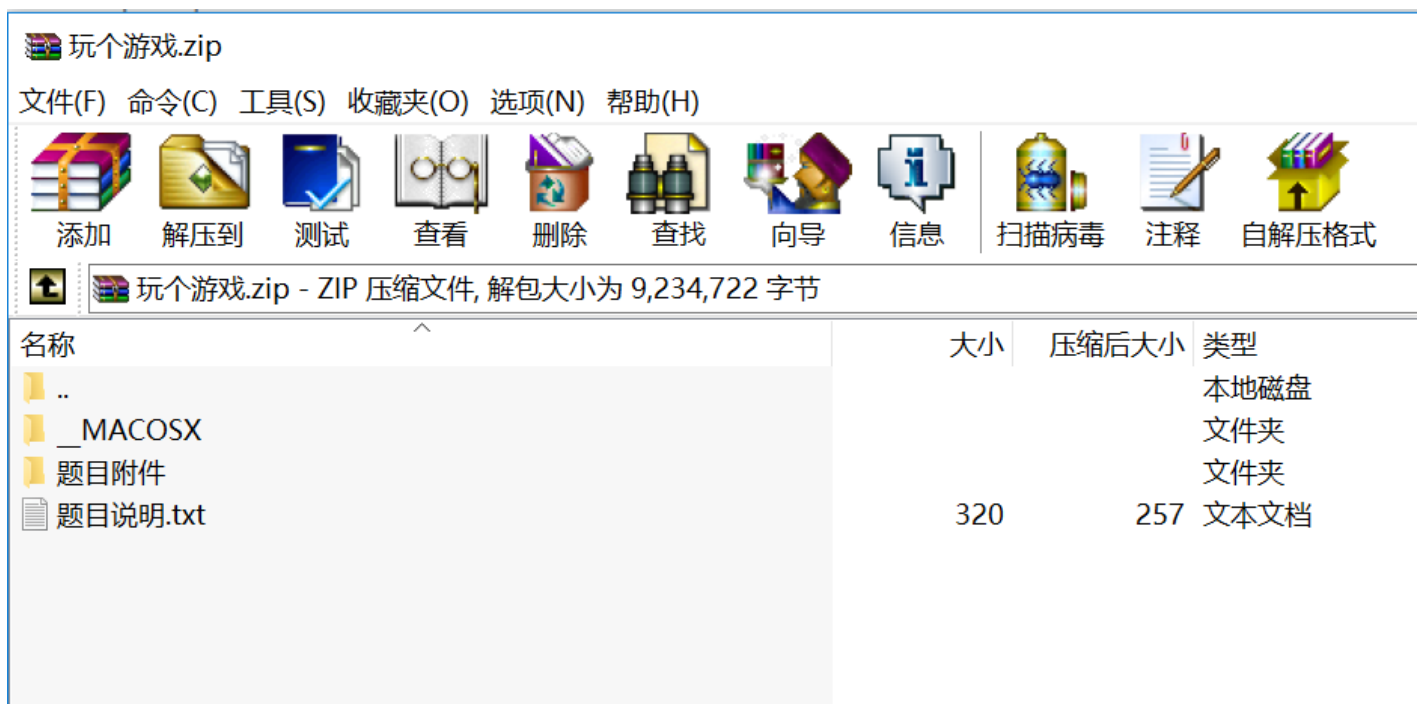 玩个游戏.zip
文件(F) 命令(C) 工具(S) 收藏夹(O) 选项(N) 帮助(H)
添加 解压到 测试 查看 删除 查找 向导 信息 扫描病毒 注释 自解压格式
玩个游戏.zip - ZIP 压缩文件, 解包大小为 9,234,722 字节
名称 大小 压缩后大小 类型
.. 本地磁盘
__MACOSX 文件夹
题目附件 文件夹
题目说明.txt 320 257 文本文档